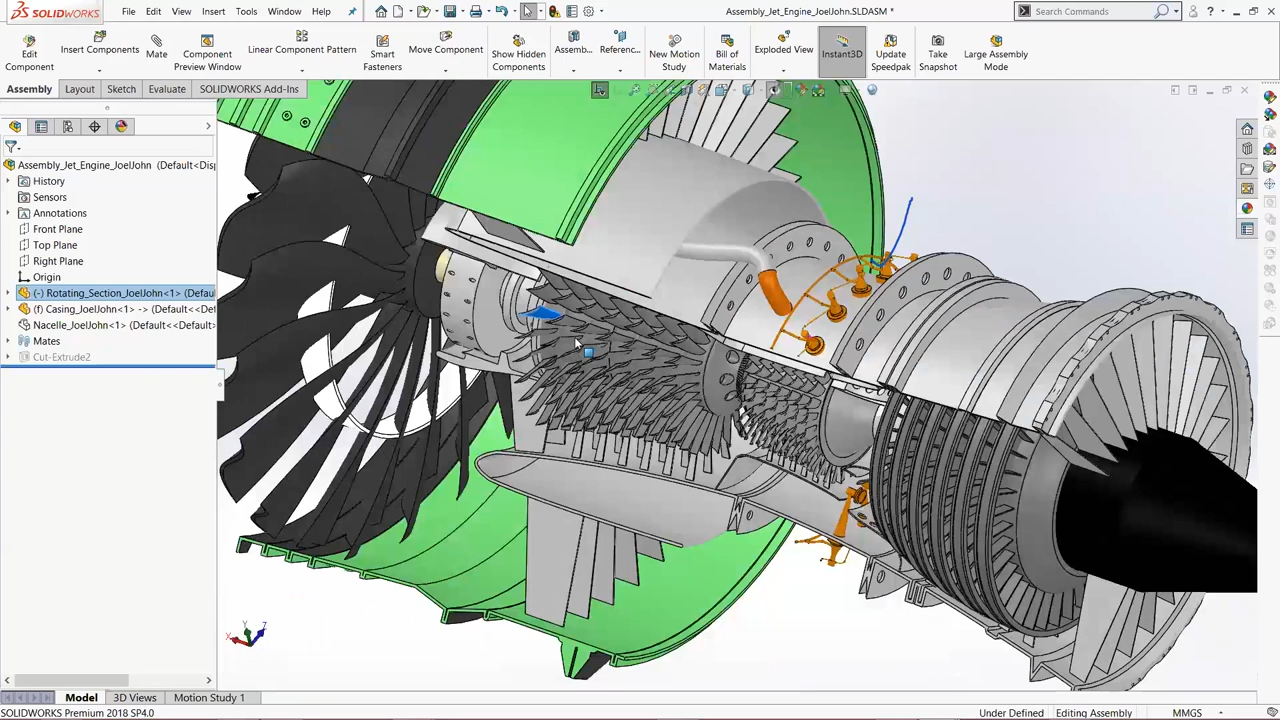 SOLIDWORKS File Edit View Insert Tools Window Help Assembly_Jet_Engine_JoelJohn.SLDASM * Search Commands
Edit Component
Insert Components
Mate
Component Preview Window
Linear Component Pattern
Smart Fasteners
Move Component
Show Hidden Components
Assemb...
Referenc...
New Motion Study
Bill of Materials
Exploded View
Instant3D
Update Speedpak
Take Snapshot
Large Assembly Mode
Assembly Layout Sketch Evaluate SOLIDWORKS Add-Ins
Assembly_Jet_Engine_JoelJohn (Default<Disp
History
Sensors
Annotations
Front Plane
Top Plane
Right Plane
Origin
(-) Rotating_Section_JoelJohn<1> (Defau
(f) Casing_JoelJohn<1> -> (Default<<Def
Nacelle_JoelJohn<1> (Default<<Default>
Mates
Cut-Extrude2
Y
X Z
Model 3D Views Motion Study 1
SOLIDWORKS Premium 2018 SP4.0 Under Defined Editing Assembly MMGS